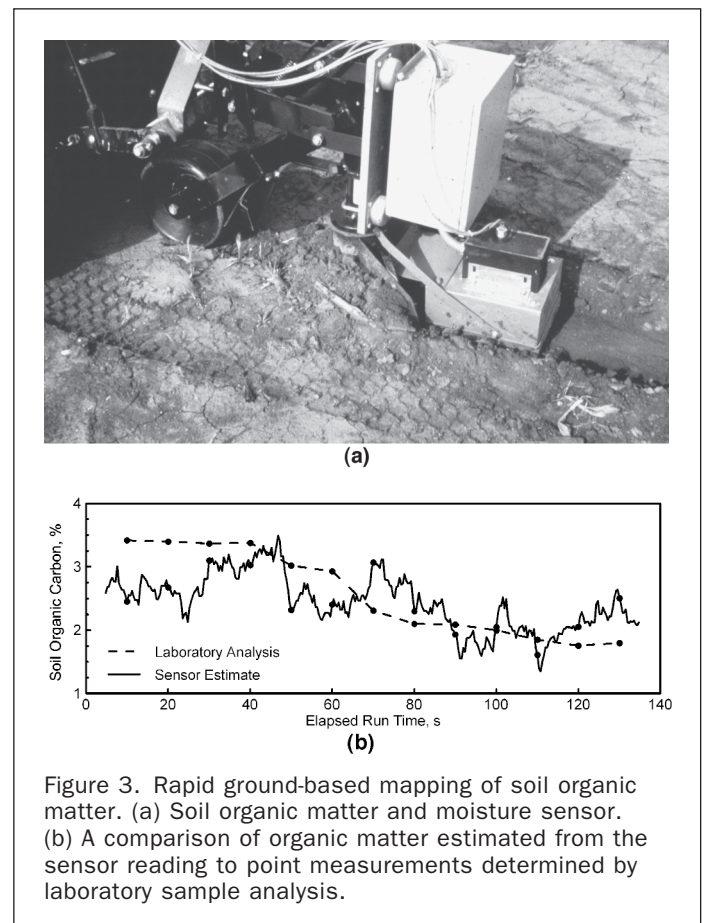 (a)
4
3
2
1
Soil Organic Carbon, %
Laboratory Analysis
Sensor Estimate
0 20 40 60 80 100 120 140
Elapsed Run Time, s
(b)
Figure 3. Rapid ground-based mapping of soil organic
matter. (a) Soil organic matter and moisture sensor.
(b) A comparison of organic matter estimated from the
sensor reading to point measurements determined by
laboratory sample analysis.